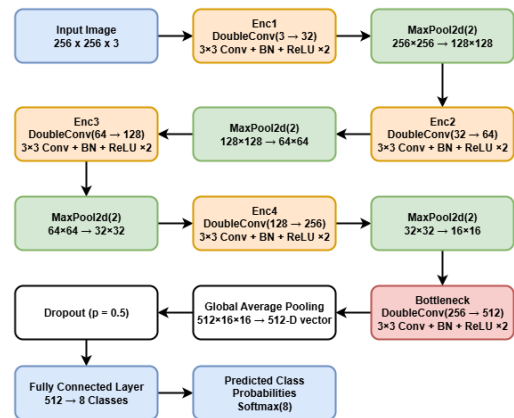 Input Image
256 x 256 x 3
Enc1
DoubleConv(3 → 32)
3×3 Conv + BN + ReLU ×2
MaxPool2d(2)
256×256 → 128×128
Enc2
DoubleConv(32 → 64)
3×3 Conv + BN + ReLU ×2
MaxPool2d(2)
128×128 → 64×64
Enc3
DoubleConv(64 → 128)
3×3 Conv + BN + ReLU ×2
MaxPool2d(2)
64×64 → 32×32
Enc4
DoubleConv(128 → 256)
3×3 Conv + BN + ReLU ×2
MaxPool2d(2)
32×32 → 16×16
Bottleneck
DoubleConv(256 → 512)
3×3 Conv + BN + ReLU ×2
Global Average Pooling
512×16×16 → 512-D vector
Dropout (p = 0.5)
Fully Connected Layer
512 → 8 Classes
Predicted Class
Probabilities
Softmax(8)